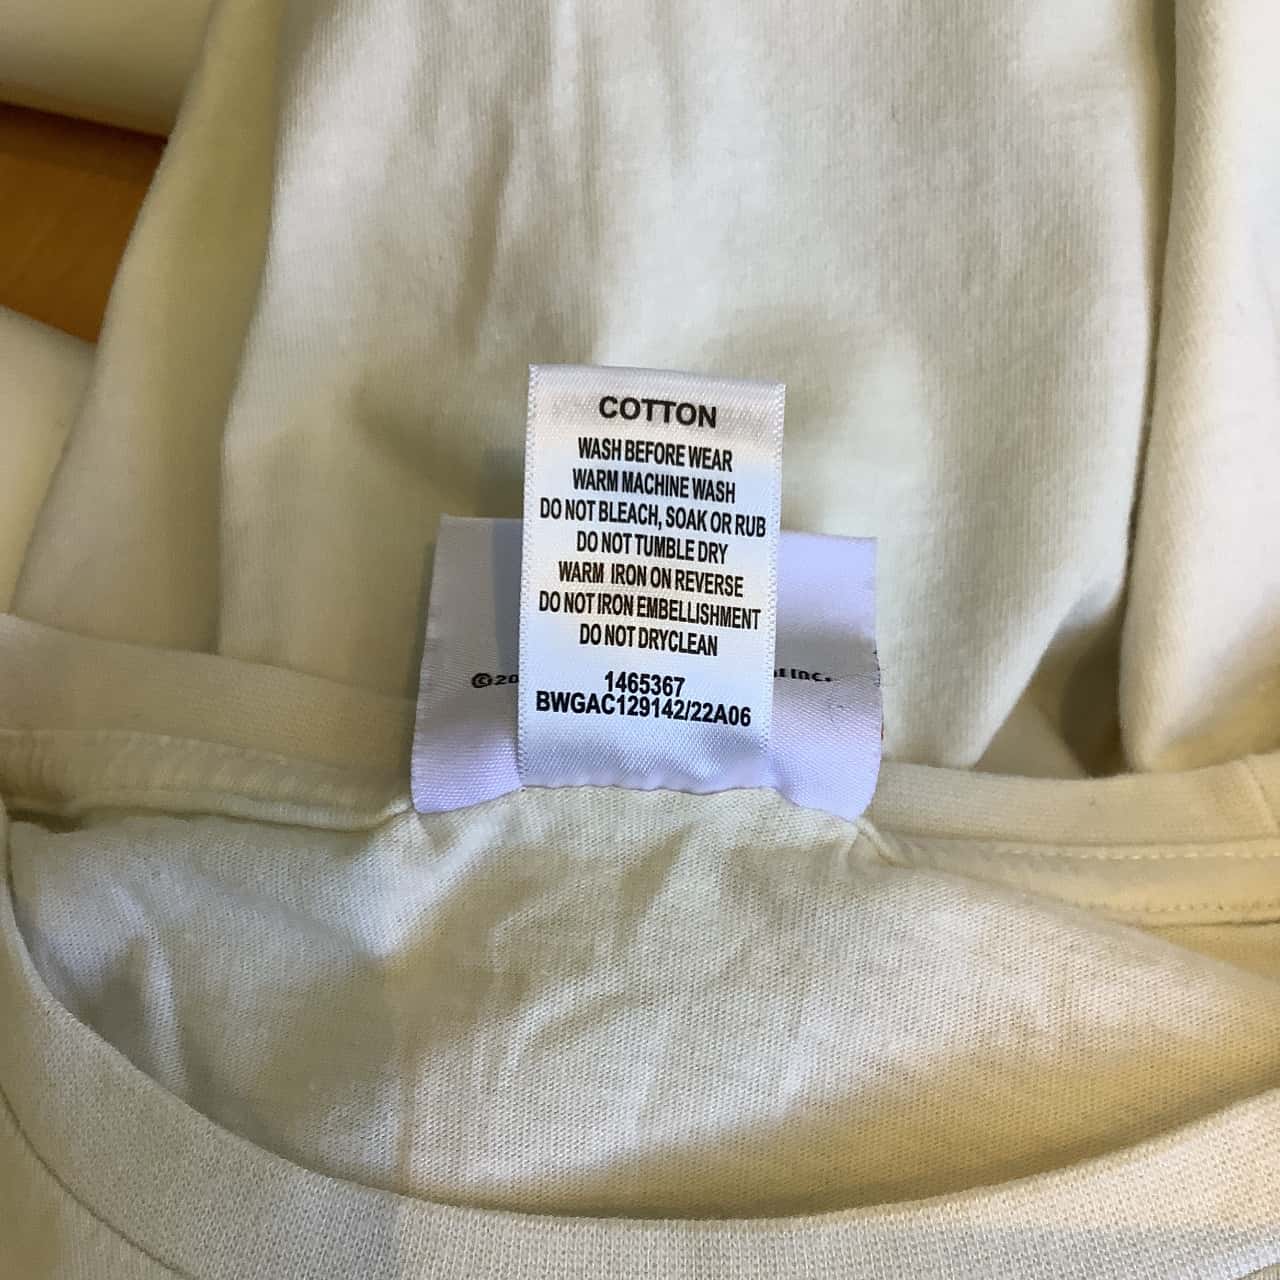 COTTON
WASH BEFORE WEAR
WARM MACHINE WASH
DO NOT BLEACH, SOAK OR RUB
DO NOT TUMBLE DRY
WARM IRON ON REVERSE
DO NOT IRON EMBELLISHMENT
DO NOT DRYCLEAN
1465367
BWGAC129142/22A06